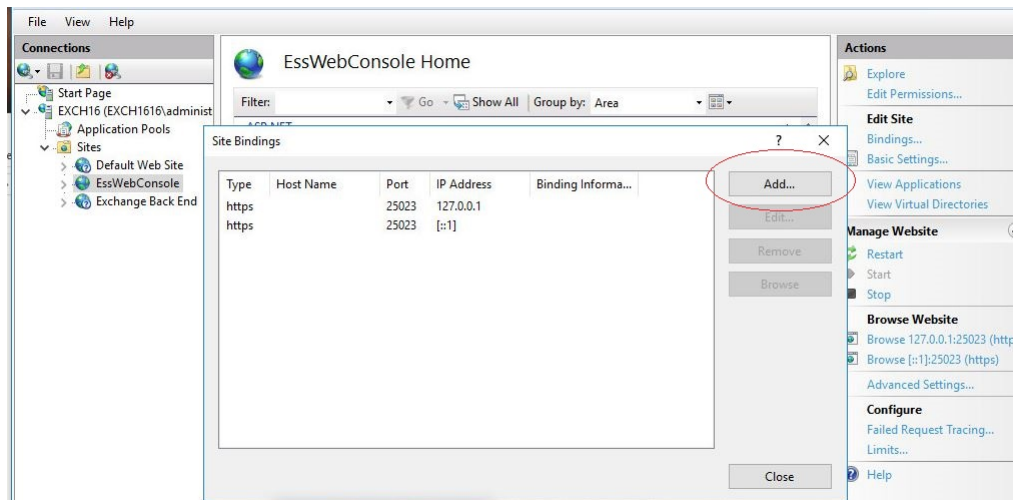 File View Help
Connections
Start Page
EXCH16 (EXCH1616\administ
Application Pools
Sites
Default Web Site
EssWebConsole
Exchange Back End
EssWebConsole Home
Filter: Go Show All Group by: Area
Site Bindings ? X
Type Host Name Port IP Address Binding Informa...
https 25023 127.0.0.1
https 25023 [::1]
Add...
Edit...
Remove
Browse
Close
Actions
Explore
Edit Permissions...
Edit Site
Bindings...
Basic Settings...
View Applications
View Virtual Directories
Manage Website
Restart
Start
Stop
Browse Website
Browse 127.0.0.1:25023 (http
Browse [::1]:25023 (https)
Advanced Settings...
Configure
Failed Request Tracing...
Limits...
Help